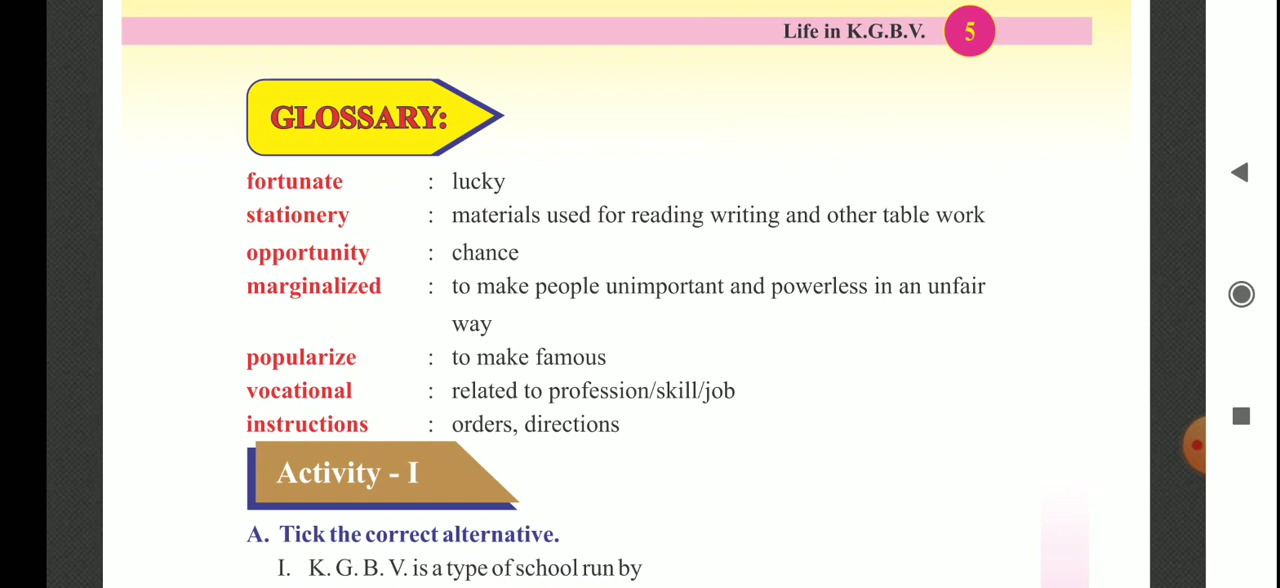 Life in K.G.B.V. 5
GLOSSARY:
fortunate : lucky
stationery : materials used for reading writing and other table work
opportunity : chance
marginalized : to make people unimportant and powerless in an unfair
way
popularize : to make famous
vocational : related to profession/skill/job
instructions : orders, directions
Activity - I
A. Tick the correct alternative.
I. K. G. B. V. is a type of school run by